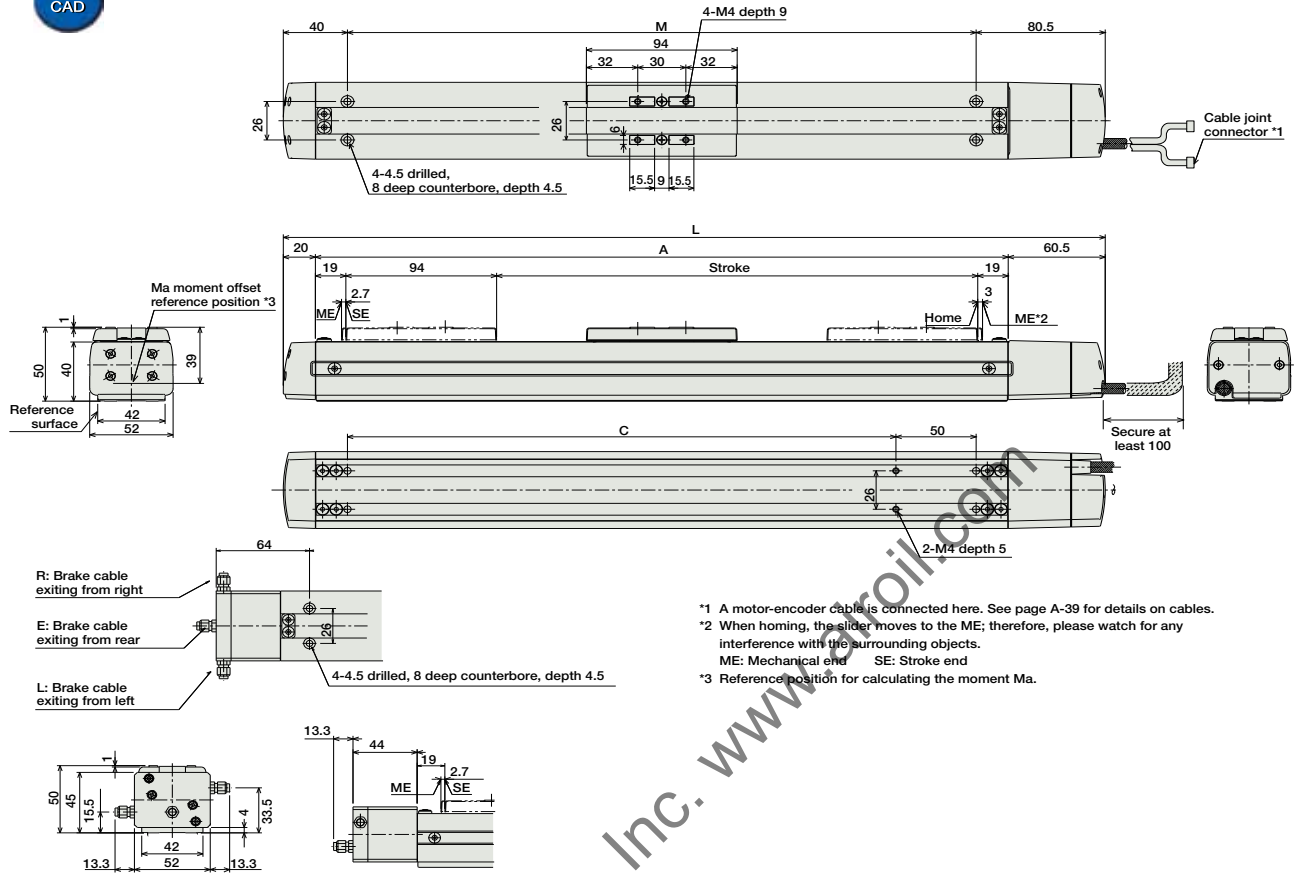 CAD
4-M4 depth 9
40
M
80.5
94
32
30
32
26
26
6
Cable joint
connector *1
4-4.5 drilled,
8 deep counterbore, depth 4.5
15.5
9
15.5
L
20
A
60.5
19
94
Stroke
19
Ma moment offset
reference position *3
2.7
ME
SE
3
Home
ME*2
1
50
40
39
Reference
surface
42
52
Secure at
least 100
C
50
26
2-M4 depth 5
64
R: Brake cable
exiting from right
E: Brake cable
exiting from rear
26
L: Brake cable
exiting from left
4-4.5 drilled, 8 deep counterbore, depth 4.5
*1 A motor-encoder cable is connected here. See page A-39 for details on cables.
*2 When homing, the slider moves to the ME; therefore, please watch for any
interference with the surrounding objects.
ME: Mechanical end SE: Stroke end
*3 Reference position for calculating the moment Ma.
13.3
44
19
2.7
ME
SE
1
50
45
15.5
4
33.5
42
13.3
52
13.3
Inc. www.airoil.com